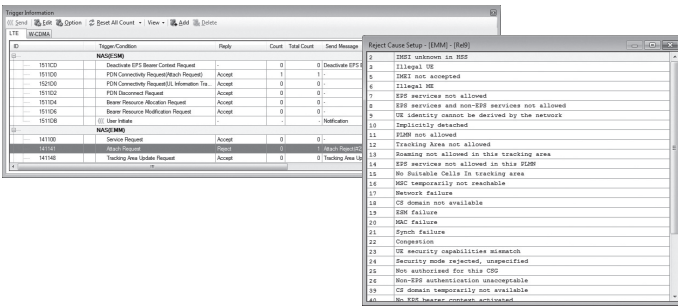 Trigger Information
Send Edit Option Reset All Count View Add Delete
LTE W-CDMA
ID Trigger/Condition Reply Count Total Count Send Message
NAS(ESM)
1511CD Deactivate EPS Bearer Context Request - 0 0 Deactivate EPS B
1511D0 PDN Connectivity Request(Attach Request) Accept 1 1 -
1521D0 PDN Connectivity Request(UL Information Tra... Accept 0 0 -
1511D2 PDN Disconnect Request Accept 0 0 -
1511D4 Bearer Resource Allocation Request Accept 0 0 -
1511D6 Bearer Resource Modification Request Accept 0 0 -
1511DB User Initiate - - - Notification
NAS(EMM)
141100 Service Request Accept 0 0 -
141141 Attach Request Reject 0 1 Attach Reject(#2
141148 Tracking Area Update Request Accept 0 0 Tracking Area Up
Reject Cause Setup - [EMM] - [Rel9]
2 IMSI unknown in HSS
3 Illegal UE
5 IMEI not accepted
6 Illegal ME
7 EPS services not allowed
8 EPS services and non-EPS services not allowed
9 UE identity cannot be derived by the network
10 Implicitly detached
11 PLMN not allowed
12 Tracking Area not allowed
13 Roaming not allowed in this tracking area
14 EPS services not allowed in this PLMN
15 No Suitable Cells In tracking area
16 MSC temporarily not reachable
17 Network failure
18 CS domain not available
19 ESM failure
20 MAC failure
21 Synch failure
22 Congestion
23 UE security capabilities mismatch
24 Security mode rejected, unspecified
25 Not authorised for this CSG
26 Non-EPS authentication unacceptable
39 CS domain temporarily not available
40 No EPS bearer context activated